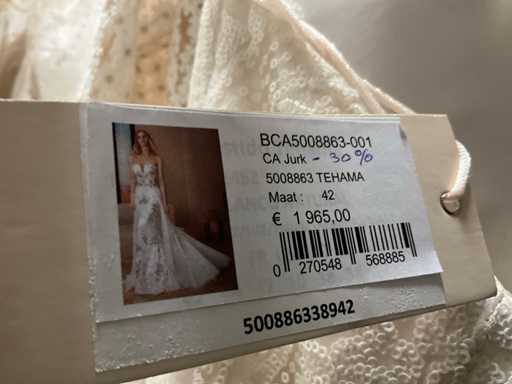 BCA5008863-001
CA Jurk - 30%
5008863 TEHAMA
Maat : 42
€ 1 965,00
0 270548 568885
500886338942